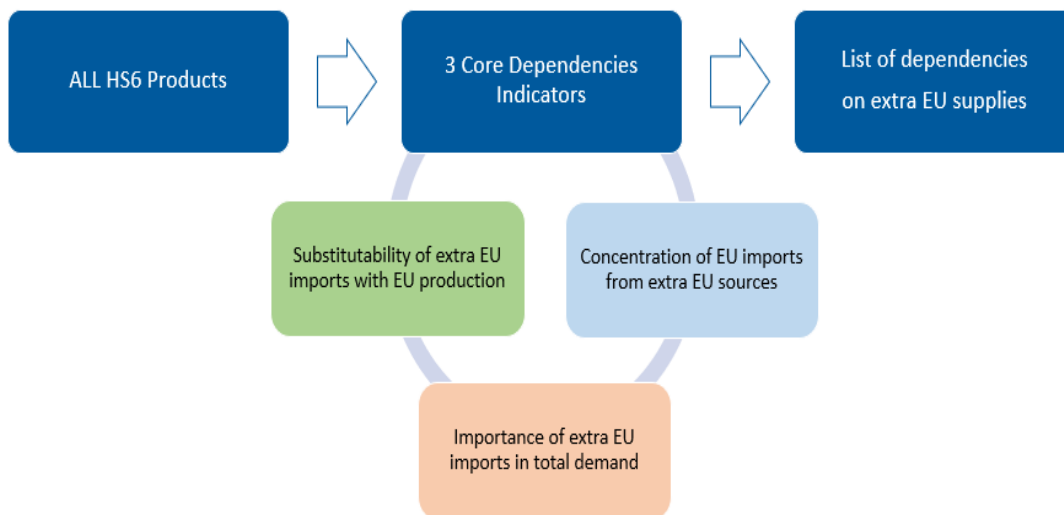 ALL HS6 Products
3 Core Dependencies
Indicators
List of dependencies
on extra EU supplies
Substitutability of extra EU
imports with EU production
Concentration of EU imports
from extra EU sources
Importance of extra EU
imports in total demand